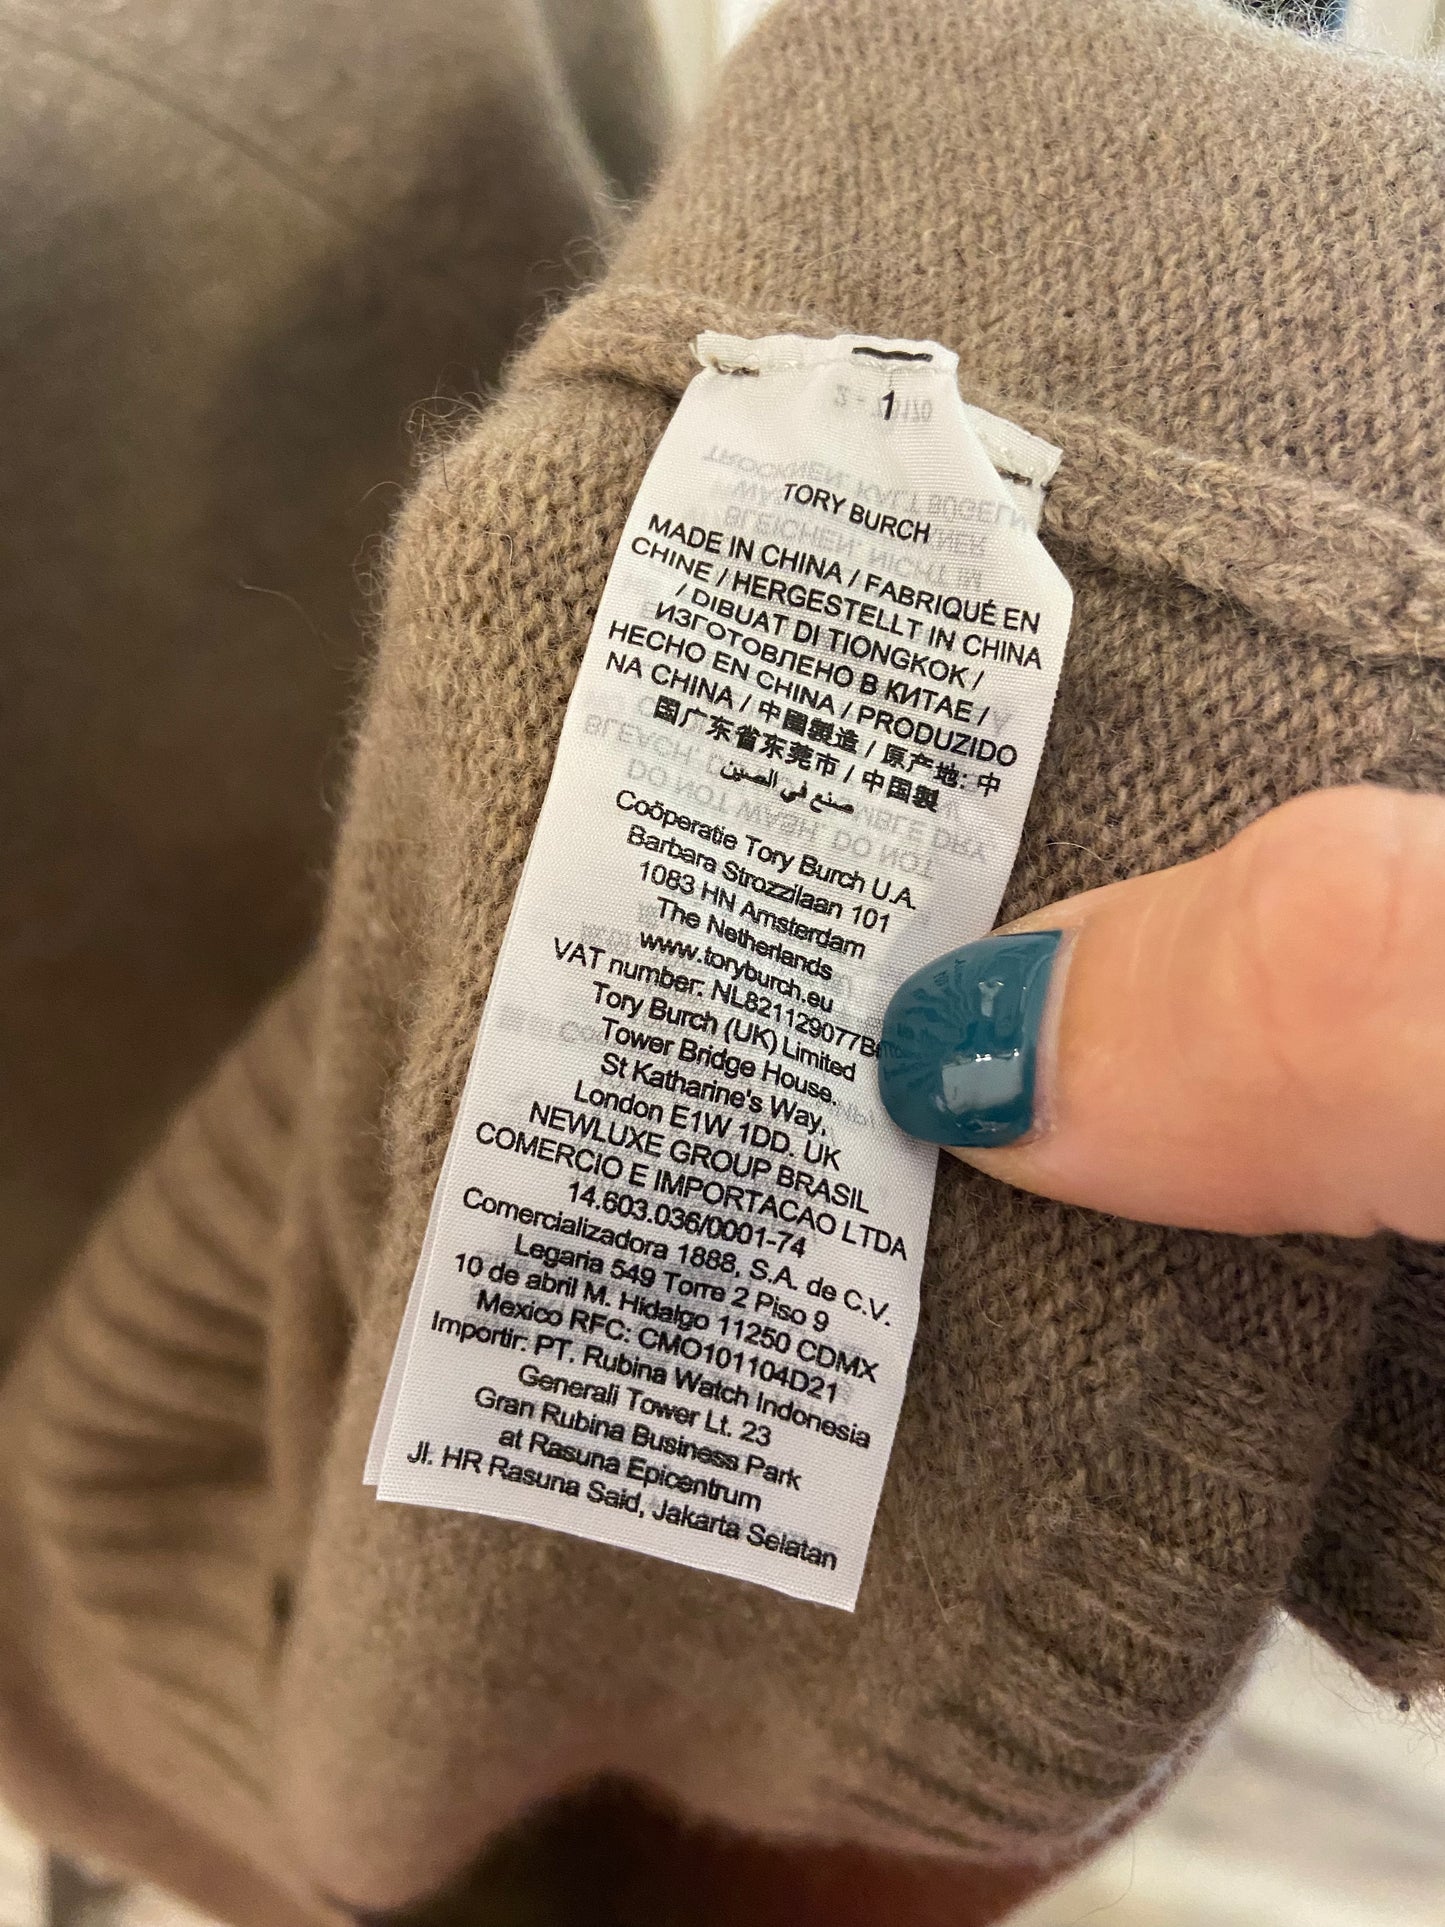 1
TORY BURCH
MADE IN CHINA / FABRIQUÉ EN
CHINE / HERGESTELLT IN CHINA
/ DIBUAT DI TIONGKOK /
ИЗГОТОВЛЕНО В КИТАЕ /
HECHO EN CHINA / PRODUZIDO
NA CHINA / 中國製造 / 原产地: 中
国广东省东莞市 / 中国製
صنع في الصين
Coöperatie Tory Burch U.A.
Barbara Strozzilaan 101
1083 HN Amsterdam
The Netherlands
www.toryburch.eu
VAT number: NL821129077B
Tory Burch (UK) Limited
Tower Bridge House.
St Katharine's Way,
London E1W 1DD. UK
NEWLUXE GROUP BRASIL
COMERCIO E IMPORTACAO LTDA
14.603.036/0001-74
Comercializadora 1888, S.A. de C.V.
Legaria 549 Torre 2 Piso 9
10 de abril M. Hidalgo 11250 CDMX
Mexico RFC: CMO101104D21
Importir: PT. Rubina Watch Indonesia
Generali Tower Lt. 23
Gran Rubina Business Park
at Rasuna Epicentrum
Jl. HR Rasuna Said, Jakarta Selatan